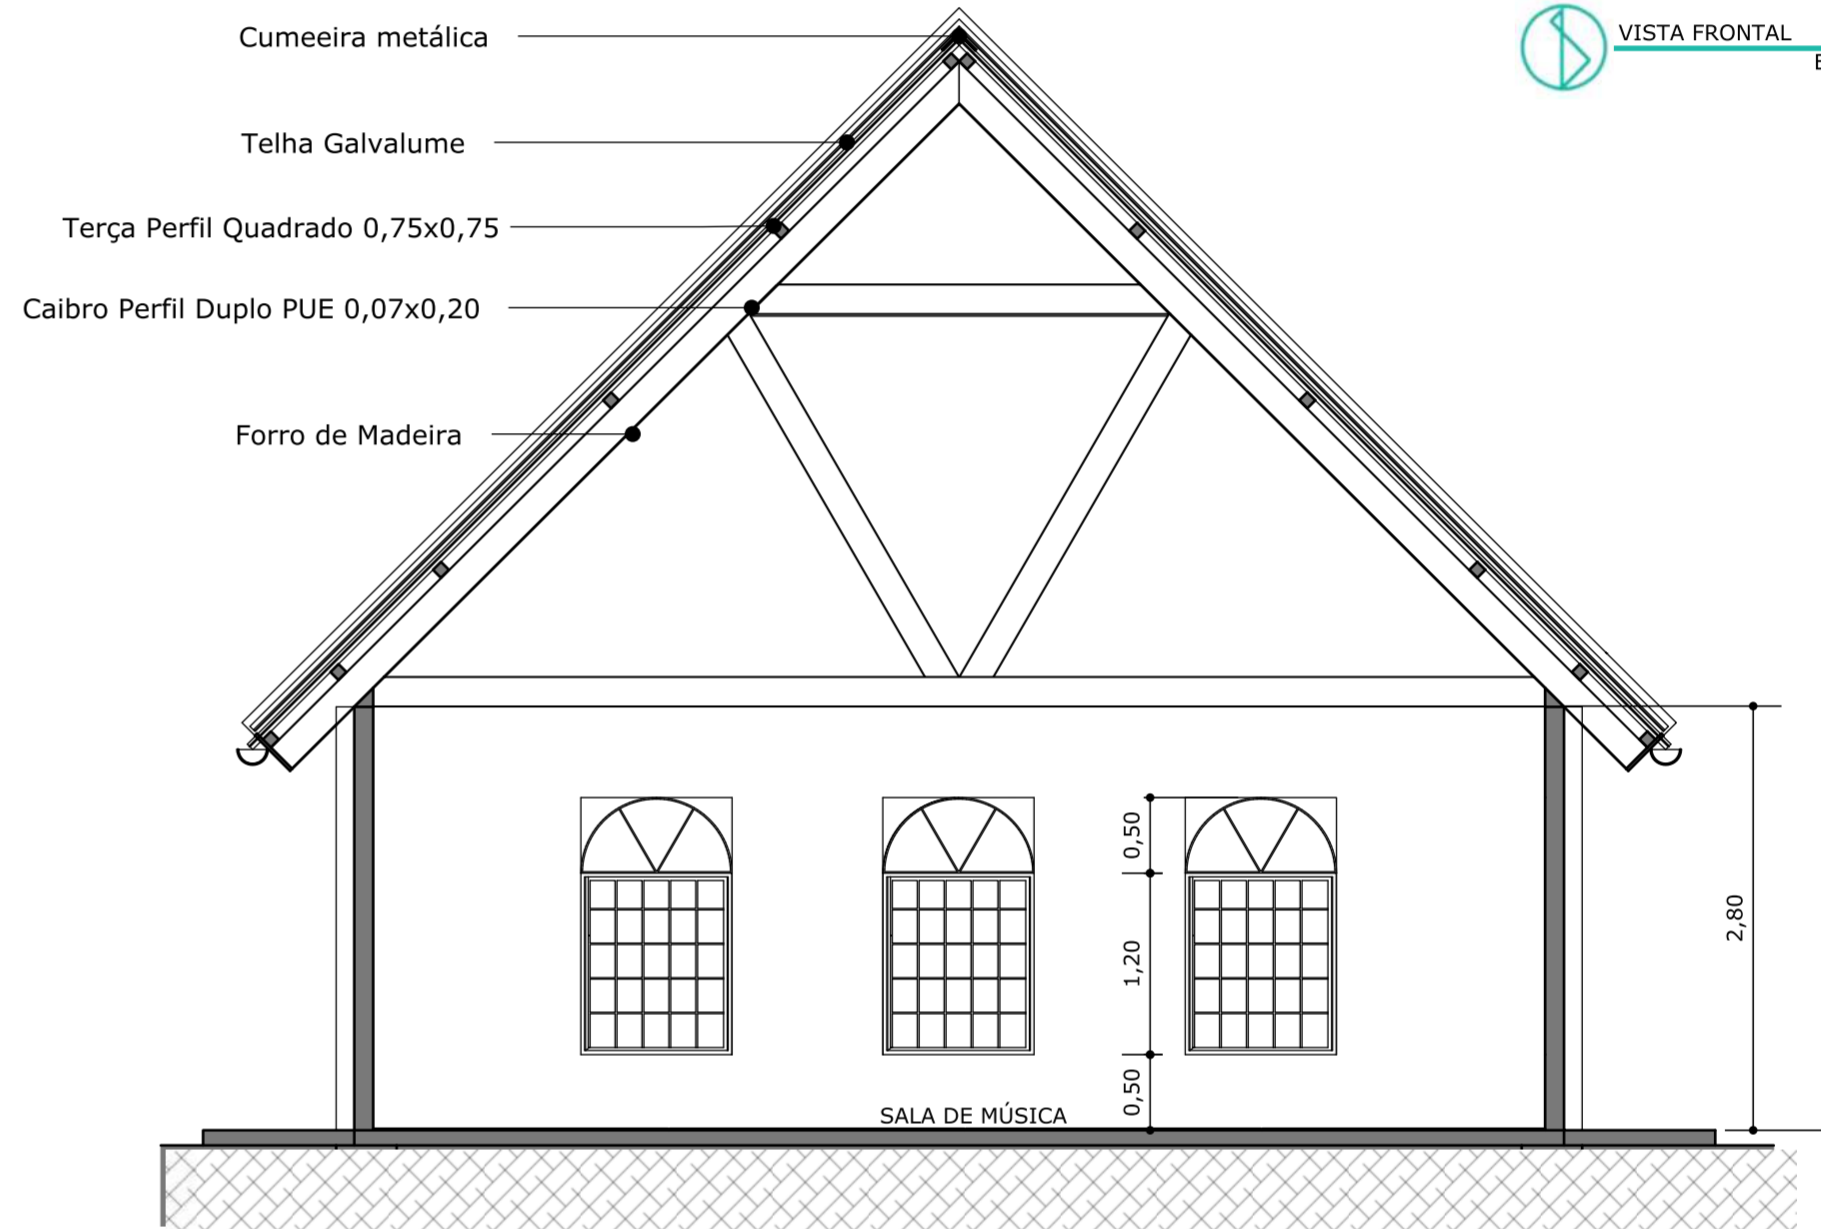 Cumeeira metálica
VISTA FRONTAL
E
Telha Galvalume
Terça Perfil Quadrado 0,75x0,75
Caibro Perfil Duplo PUE 0,07x0,20
Forro de Madeira
0,50
1,20
0,50
2,80
SALA DE MÚSICA